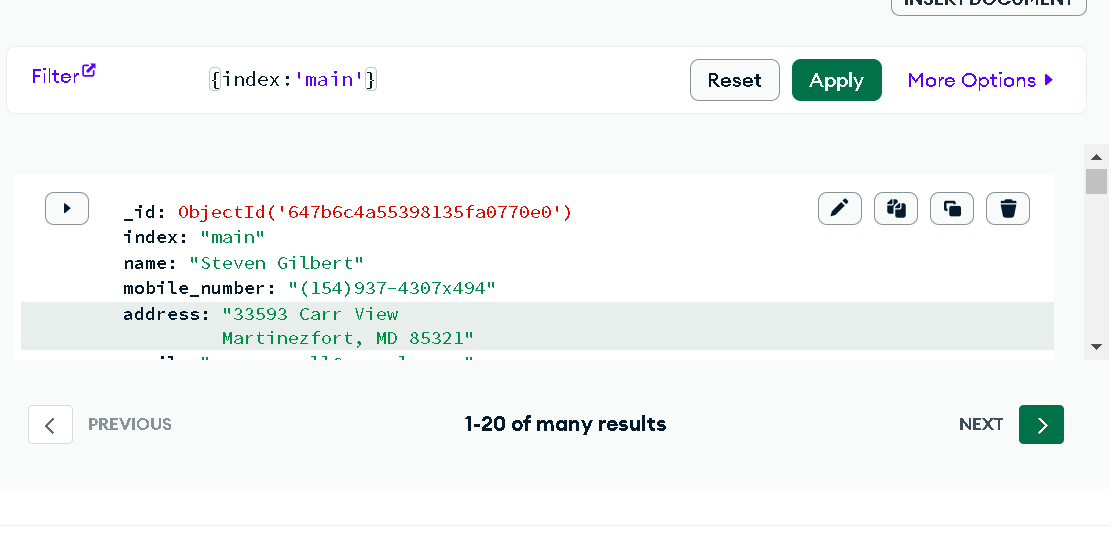 INSERT DOCUMENT
Filter {index:'main'} Reset Apply More Options
_id: ObjectId('647b6c4a55398135fa0770e0')
index: "main"
name: "Steven Gilbert"
mobile_number: "(154)937-4307x494"
address: "33593 Carr View
Martinezfort, MD 85321"
PREVIOUS 1-20 of many results NEXT